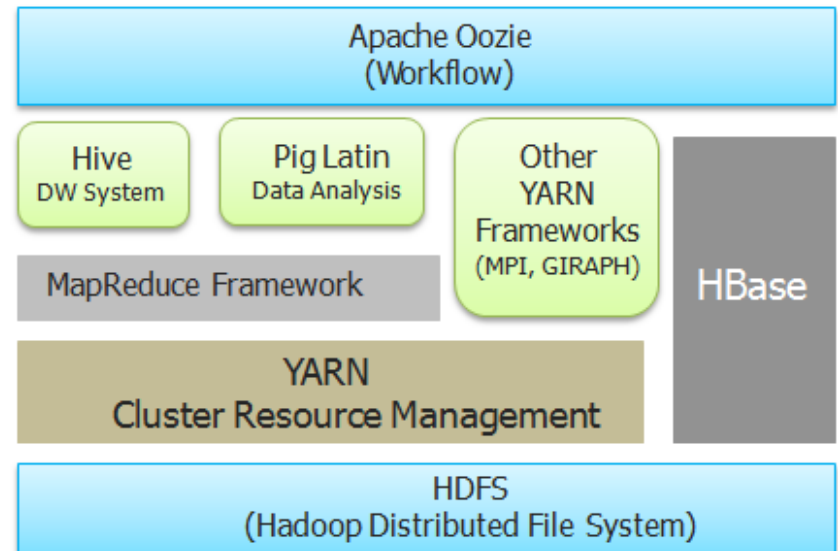 Apache Oozie
(Workflow)
Hive
DW System
Pig Latin
Data Analysis
Other
YARN
Frameworks
(MPI, GIRAPH)
HBase
MapReduce Framework
YARN
Cluster Resource Management
HDFS
(Hadoop Distributed File System)